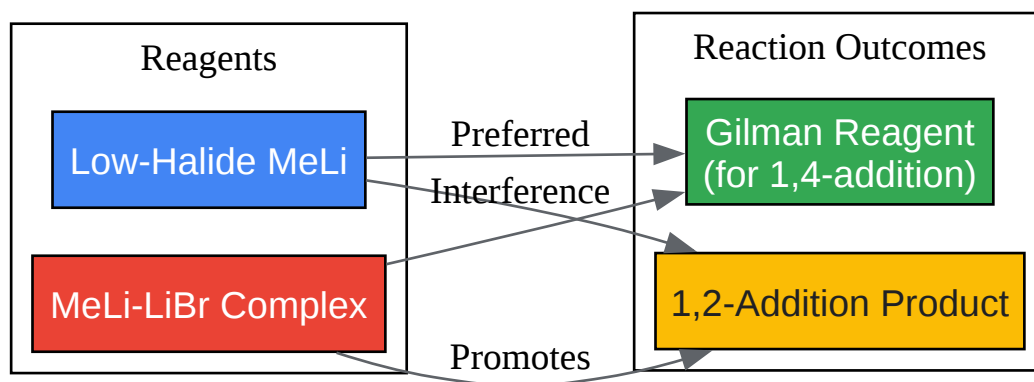 Reagents
Reaction Outcomes
Low-Halide MeLi
MeLi-LiBr Complex
Preferred
Interference
Promotes
Gilman Reagent
(for 1,4-addition)
1,2-Addition Product